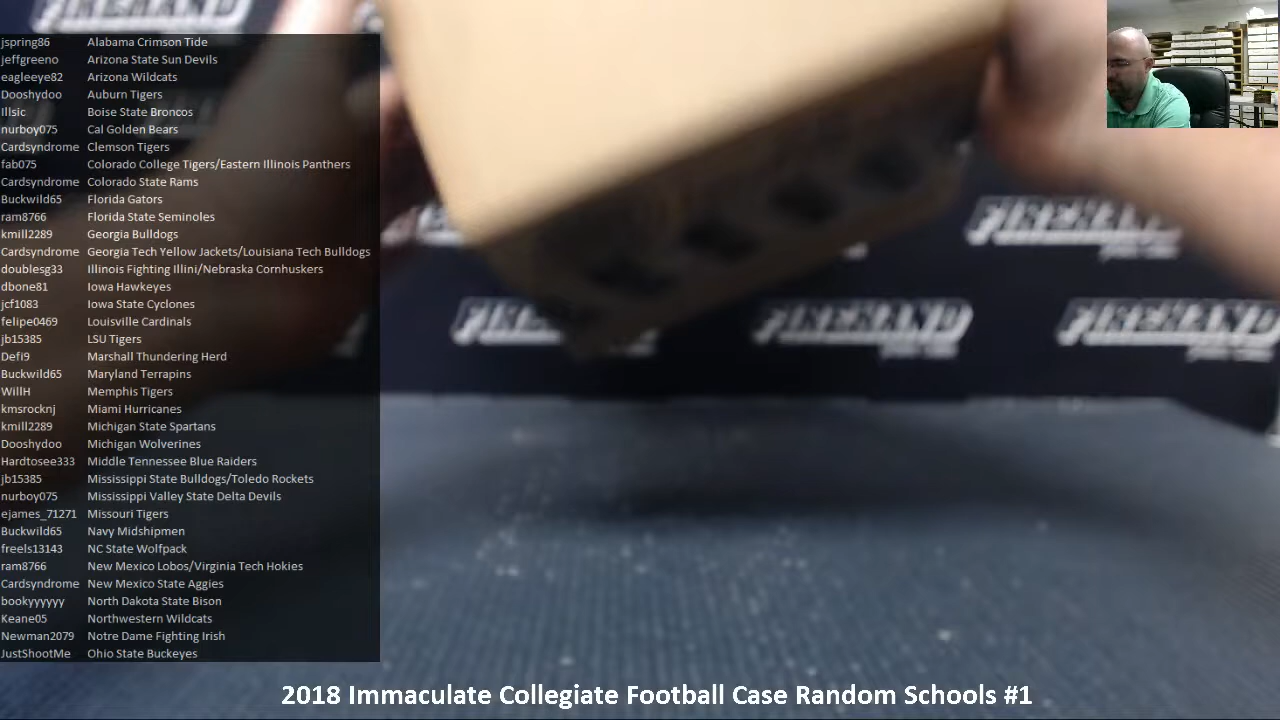 jspring86 Alabama Crimson Tide
jeffgreeno Arizona State Sun Devils
eagleeye82 Arizona Wildcats
Dooshydoo Auburn Tigers
Illsic Boise State Broncos
nurboy075 Cal Golden Bears
Cardsyndrome Clemson Tigers
fab075 Colorado College Tigers/Eastern Illinois Panthers
Cardsyndrome Colorado State Rams
Buckwild65 Florida Gators
ram8766 Florida State Seminoles
kmill2289 Georgia Bulldogs
Cardsyndrome Georgia Tech Yellow Jackets/Louisiana Tech Bulldogs
doublesg33 Illinois Fighting Illini/Nebraska Cornhuskers
dbone81 Iowa Hawkeyes
jcf1083 Iowa State Cyclones
felipe0469 Louisville Cardinals
jb15385 LSU Tigers
Defi9 Marshall Thundering Herd
Buckwild65 Maryland Terrapins
WillH Memphis Tigers
kmsrocknj Miami Hurricanes
kmill2289 Michigan State Spartans
Dooshydoo Michigan Wolverines
Hardtosee333 Middle Tennessee Blue Raiders
jb15385 Mississippi State Bulldogs/Toledo Rockets
nurboy075 Mississippi Valley State Delta Devils
ejames_71271 Missouri Tigers
Buckwild65 Navy Midshipmen
freels13143 NC State Wolfpack
ram8766 New Mexico Lobos/Virginia Tech Hokies
Cardsyndrome New Mexico State Aggies
bookyyyyyy North Dakota State Bison
Keane05 Northwestern Wildcats
Newman2079 Notre Dame Fighting Irish
JustShootMe Ohio State Buckeyes
FIREHAND
FIREHAND
FIREHAND
FIREHAND
2018 Immaculate Collegiate Football Case Random Schools #1